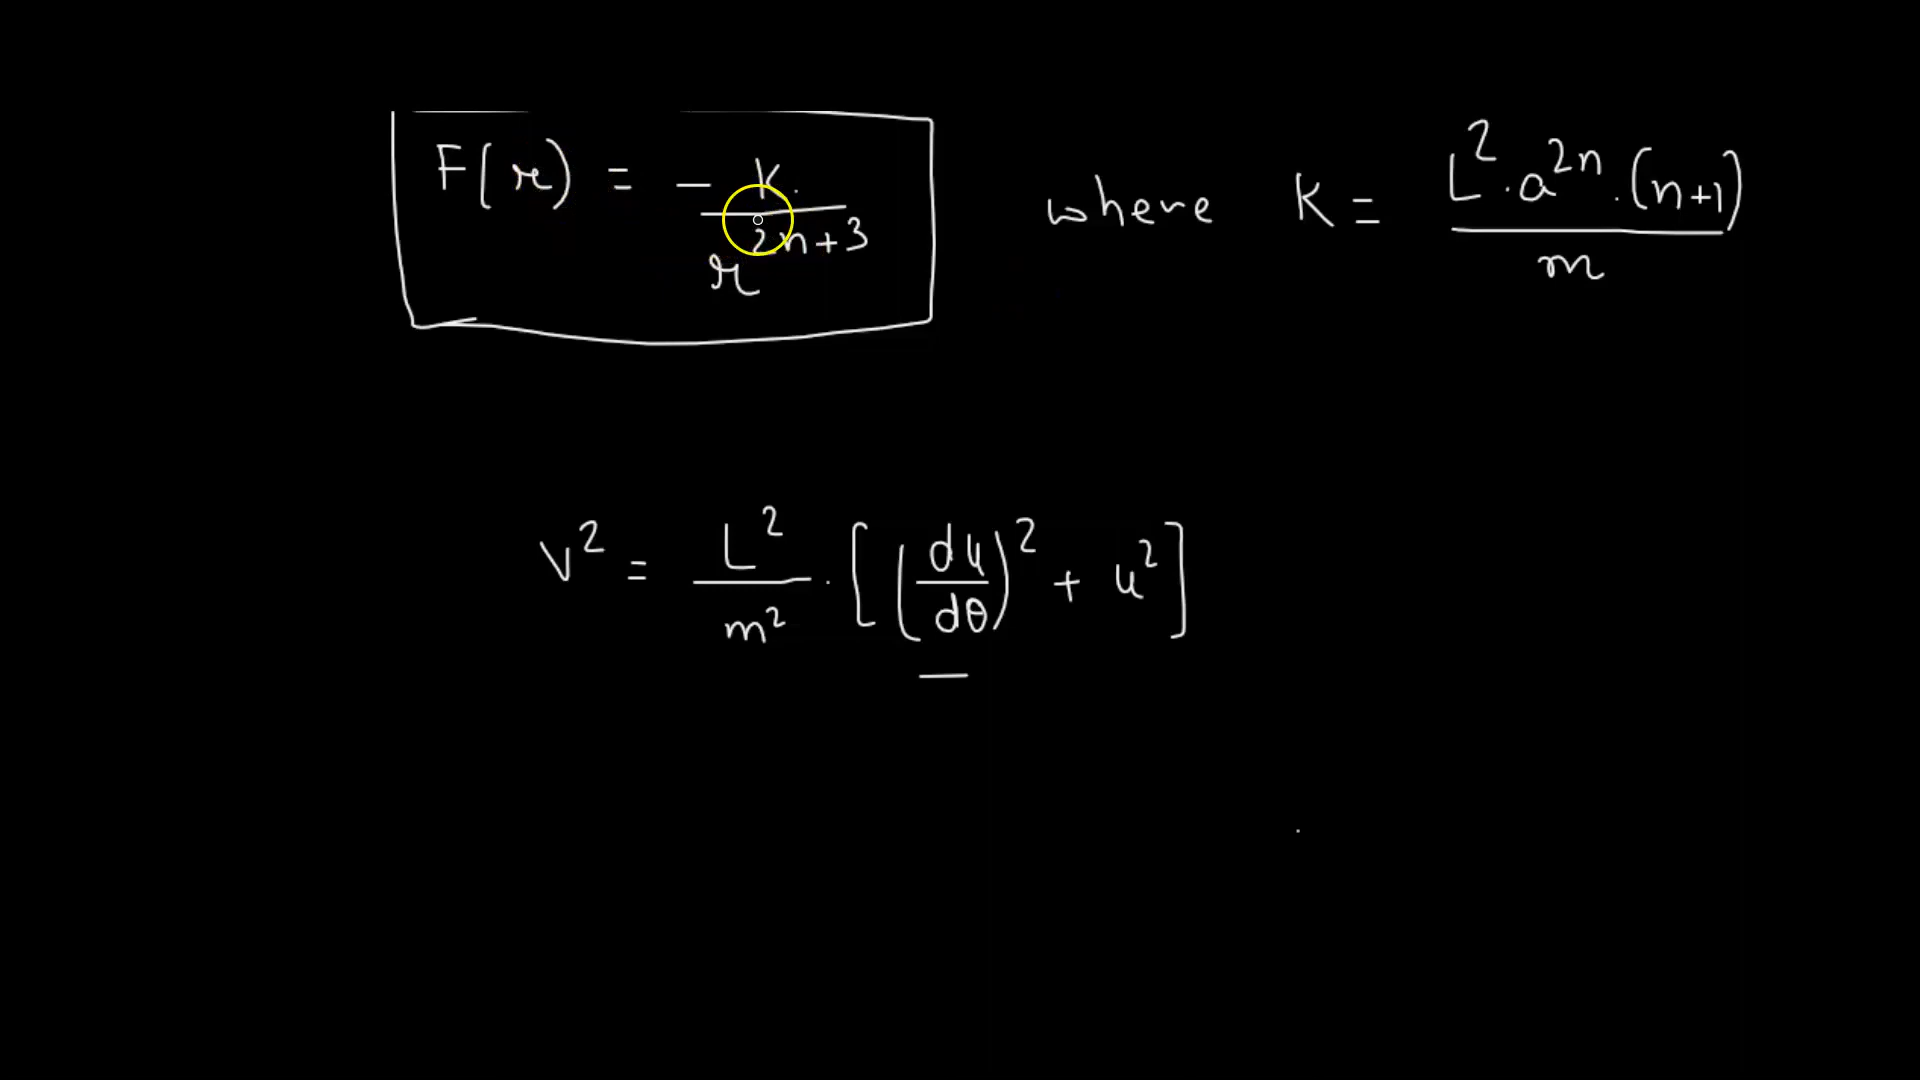 F(r) = - K / r^(2n+3) where K = L^2 . a^2n . (n+1) / m
v^2 = L^2 / m^2 . [(du/dθ)^2 + u^2]